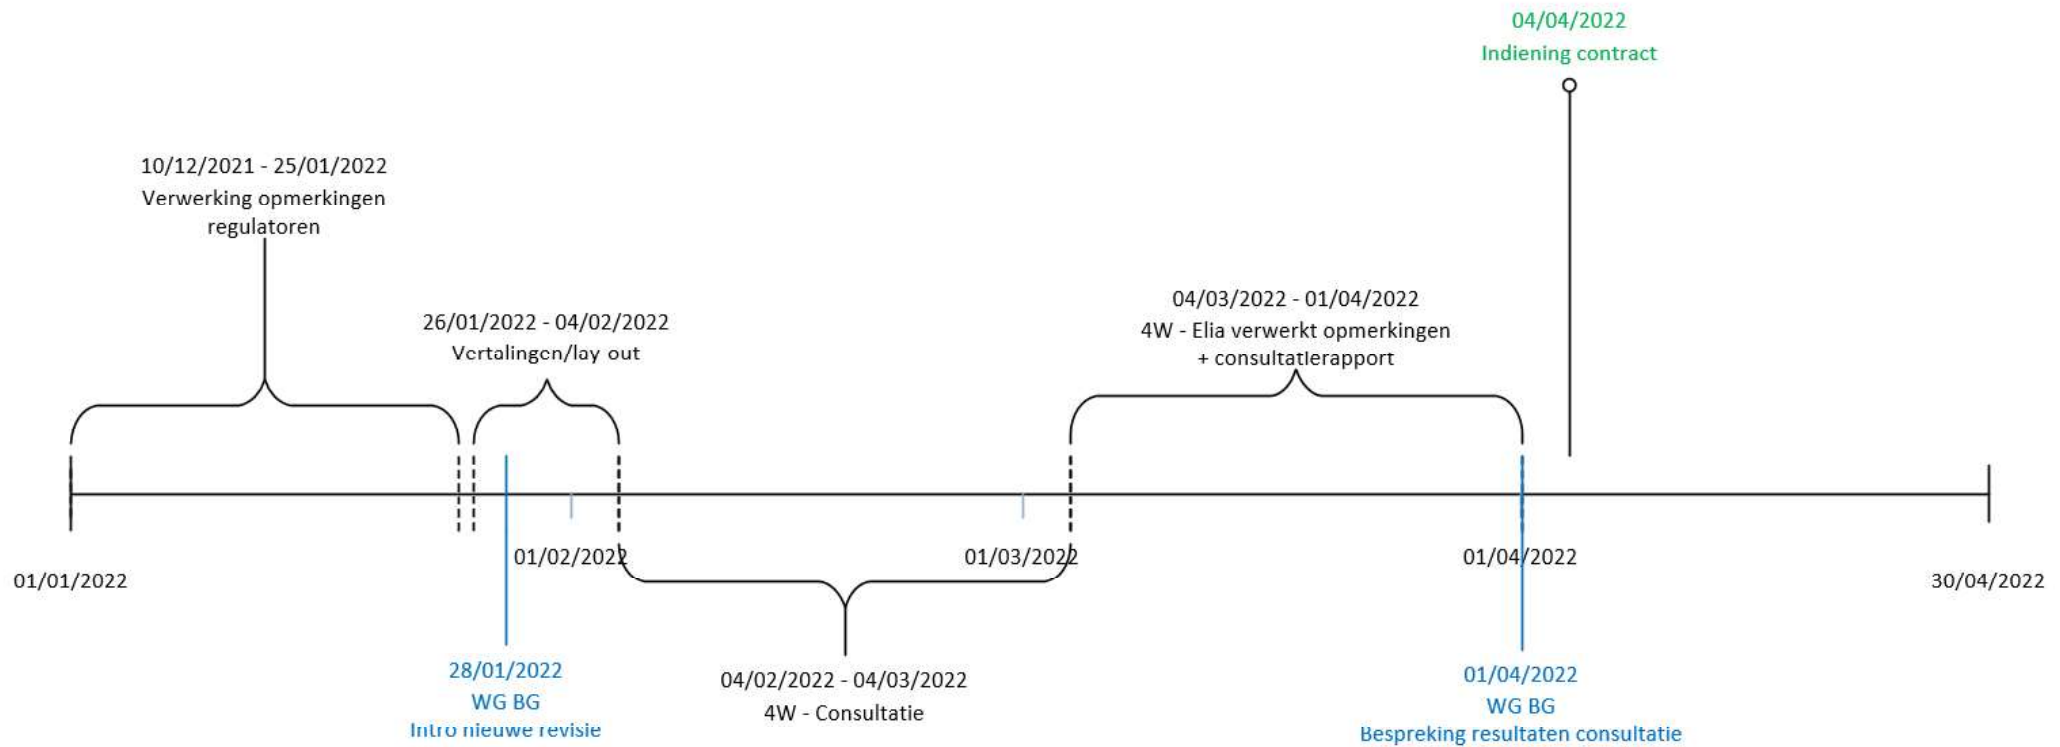 04/04/2022
Indiening contract
10/12/2021 - 25/01/2022
Verwerking opmerkingen
regulatoren
26/01/2022 - 04/02/2022
Vertalingen/lay out
04/03/2022 - 01/04/2022
4W - Elia verwerkt opmerkingen
+ consultatierapport
01/01/2022
01/02/2022
01/03/2022
01/04/2022
30/04/2022
28/01/2022
WG BG
Intro nieuwe revisie
04/02/2022 - 04/03/2022
4W - Consultatie
01/04/2022
WG BG
Bespreking resultaten consultatie